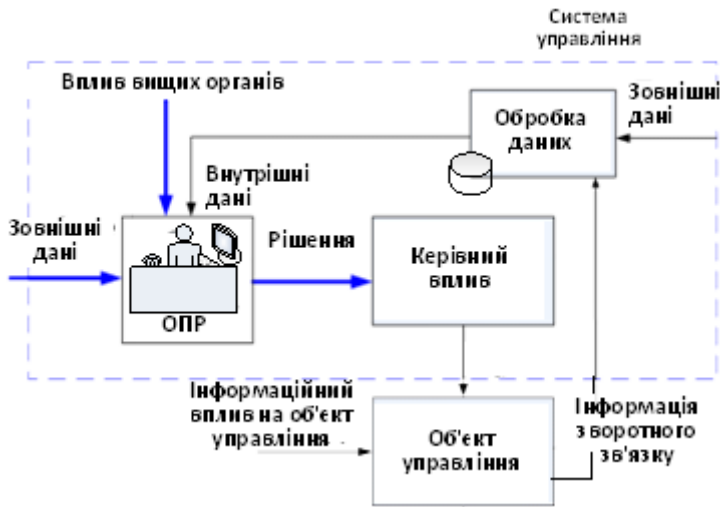 Система
управління
Вплив вищих органів
Зовнішні
дані
Обробка
даних
Внутрішні
дані
Зовнішні
дані
Рішення
Керівний
вплив
ОПР
Інформаційний
вплив на об'єкт
управління
Об'єкт
управління
Інформація
зворотного
зв'язку